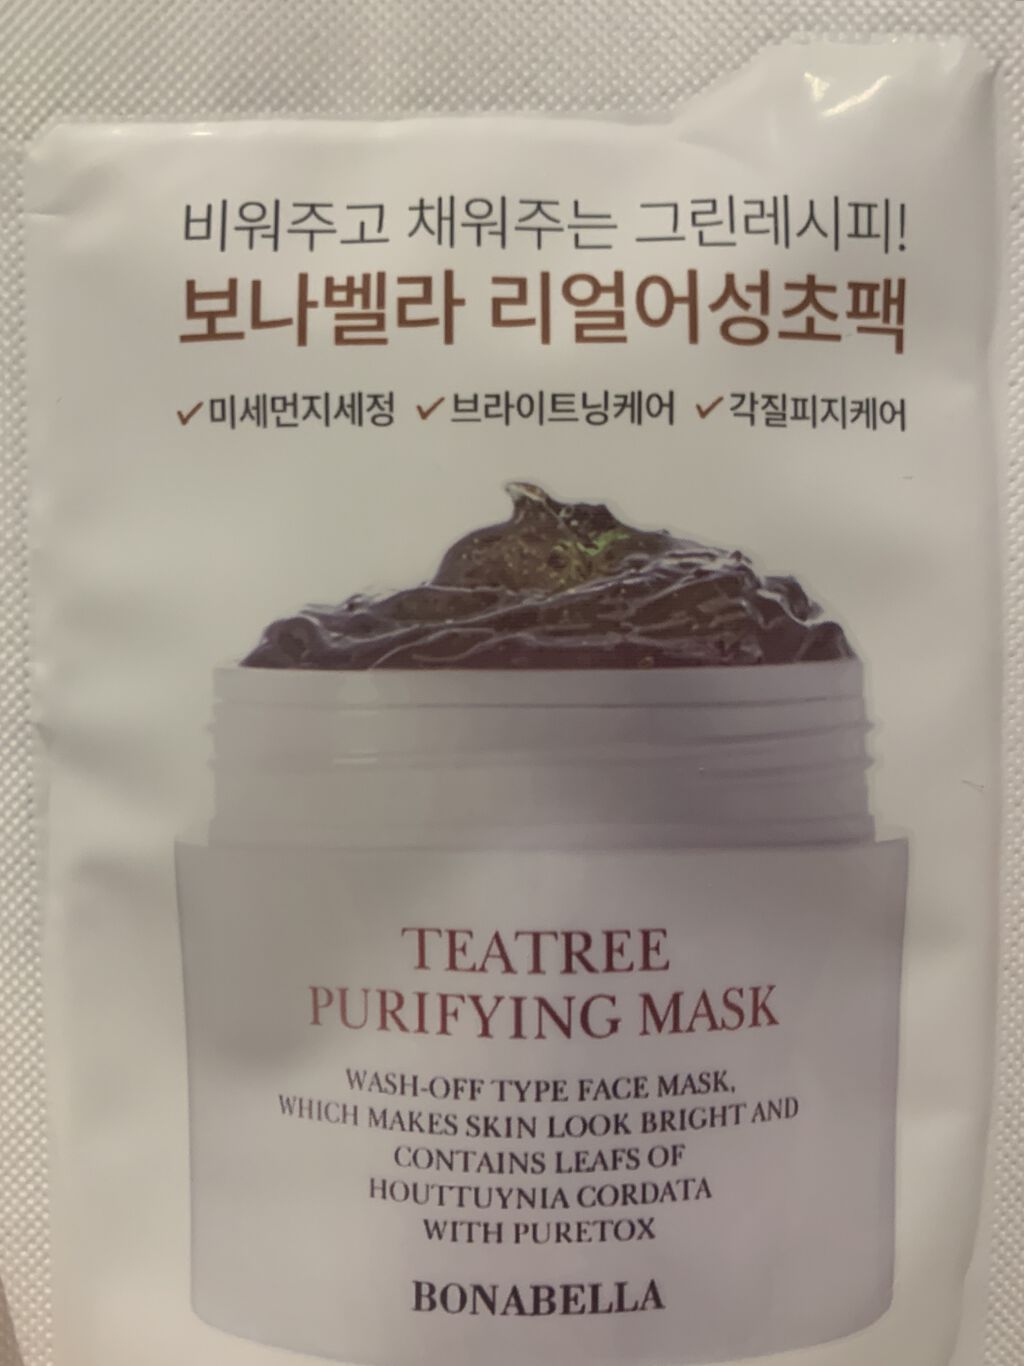 비워주고 채워주는 그린레시피!
보나벨라 리얼어성초팩
✓미세먼지세정 ✓브라이트닝케어 ✓각질피지케어
TEATREE
PURIFYING MASK
WASH-OFF TYPE FACE MASK,
WHICH MAKES SKIN LOOK BRIGHT AND
CONTAINS LEAFS OF
HOUTTUYNIA CORDATA
WITH PURETOX
BONABELLA